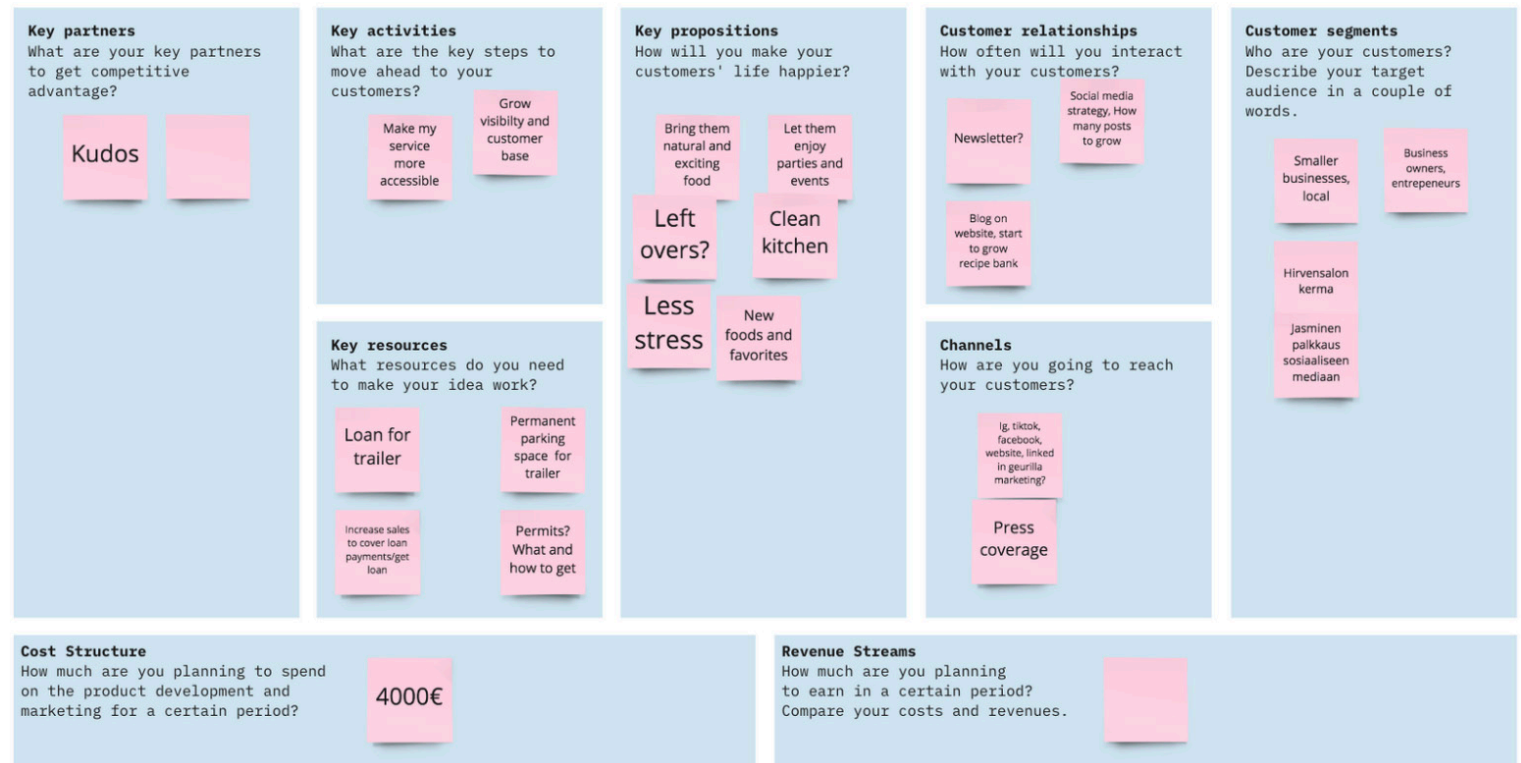 Key partners
What are your key partners
to get competitive
advantage?
Kudos
Key activities
What are the key steps to
move ahead to your
customers?
Make my
service
more
accessible
Grow
visibilty and
customer
base
Key resources
What resources do you need
to make your idea work?
Loan for
trailer
Permanent
parking
space for
trailer
Increase sales
to cover loan
payments/get
loan
Permits?
What and
how to get
Key propositions
How will you make your
customers' life happier?
Bring them
natural and
exciting
food
Let them
enjoy
parties and
events
Left
overs?
Clean
kitchen
Less
stress
New
foods and
favorites
Customer relationships
How often will you interact
with your customers?
Newsletter?
Social media
strategy, How
many posts
to grow
Blog on
website, start
to grow
recipe bank
Channels
How are you going to reach
your customers?
Ig, tiktok,
facebook,
website, linked
in geurilla
marketing?
Press
coverage
Customer segments
Who are your customers?
Describe your target
audience in a couple of
words.
Smaller
businesses,
local
Business
owners,
entrepeneurs
Hirvensalon
kerma
Jasminen
palkkaus
sosiaaliseen
mediaan
Cost Structure
How much are you planning to spend
on the product development and
marketing for a certain period?
4000€
Revenue Streams
How much are you planning
to earn in a certain period?
Compare your costs and revenues.